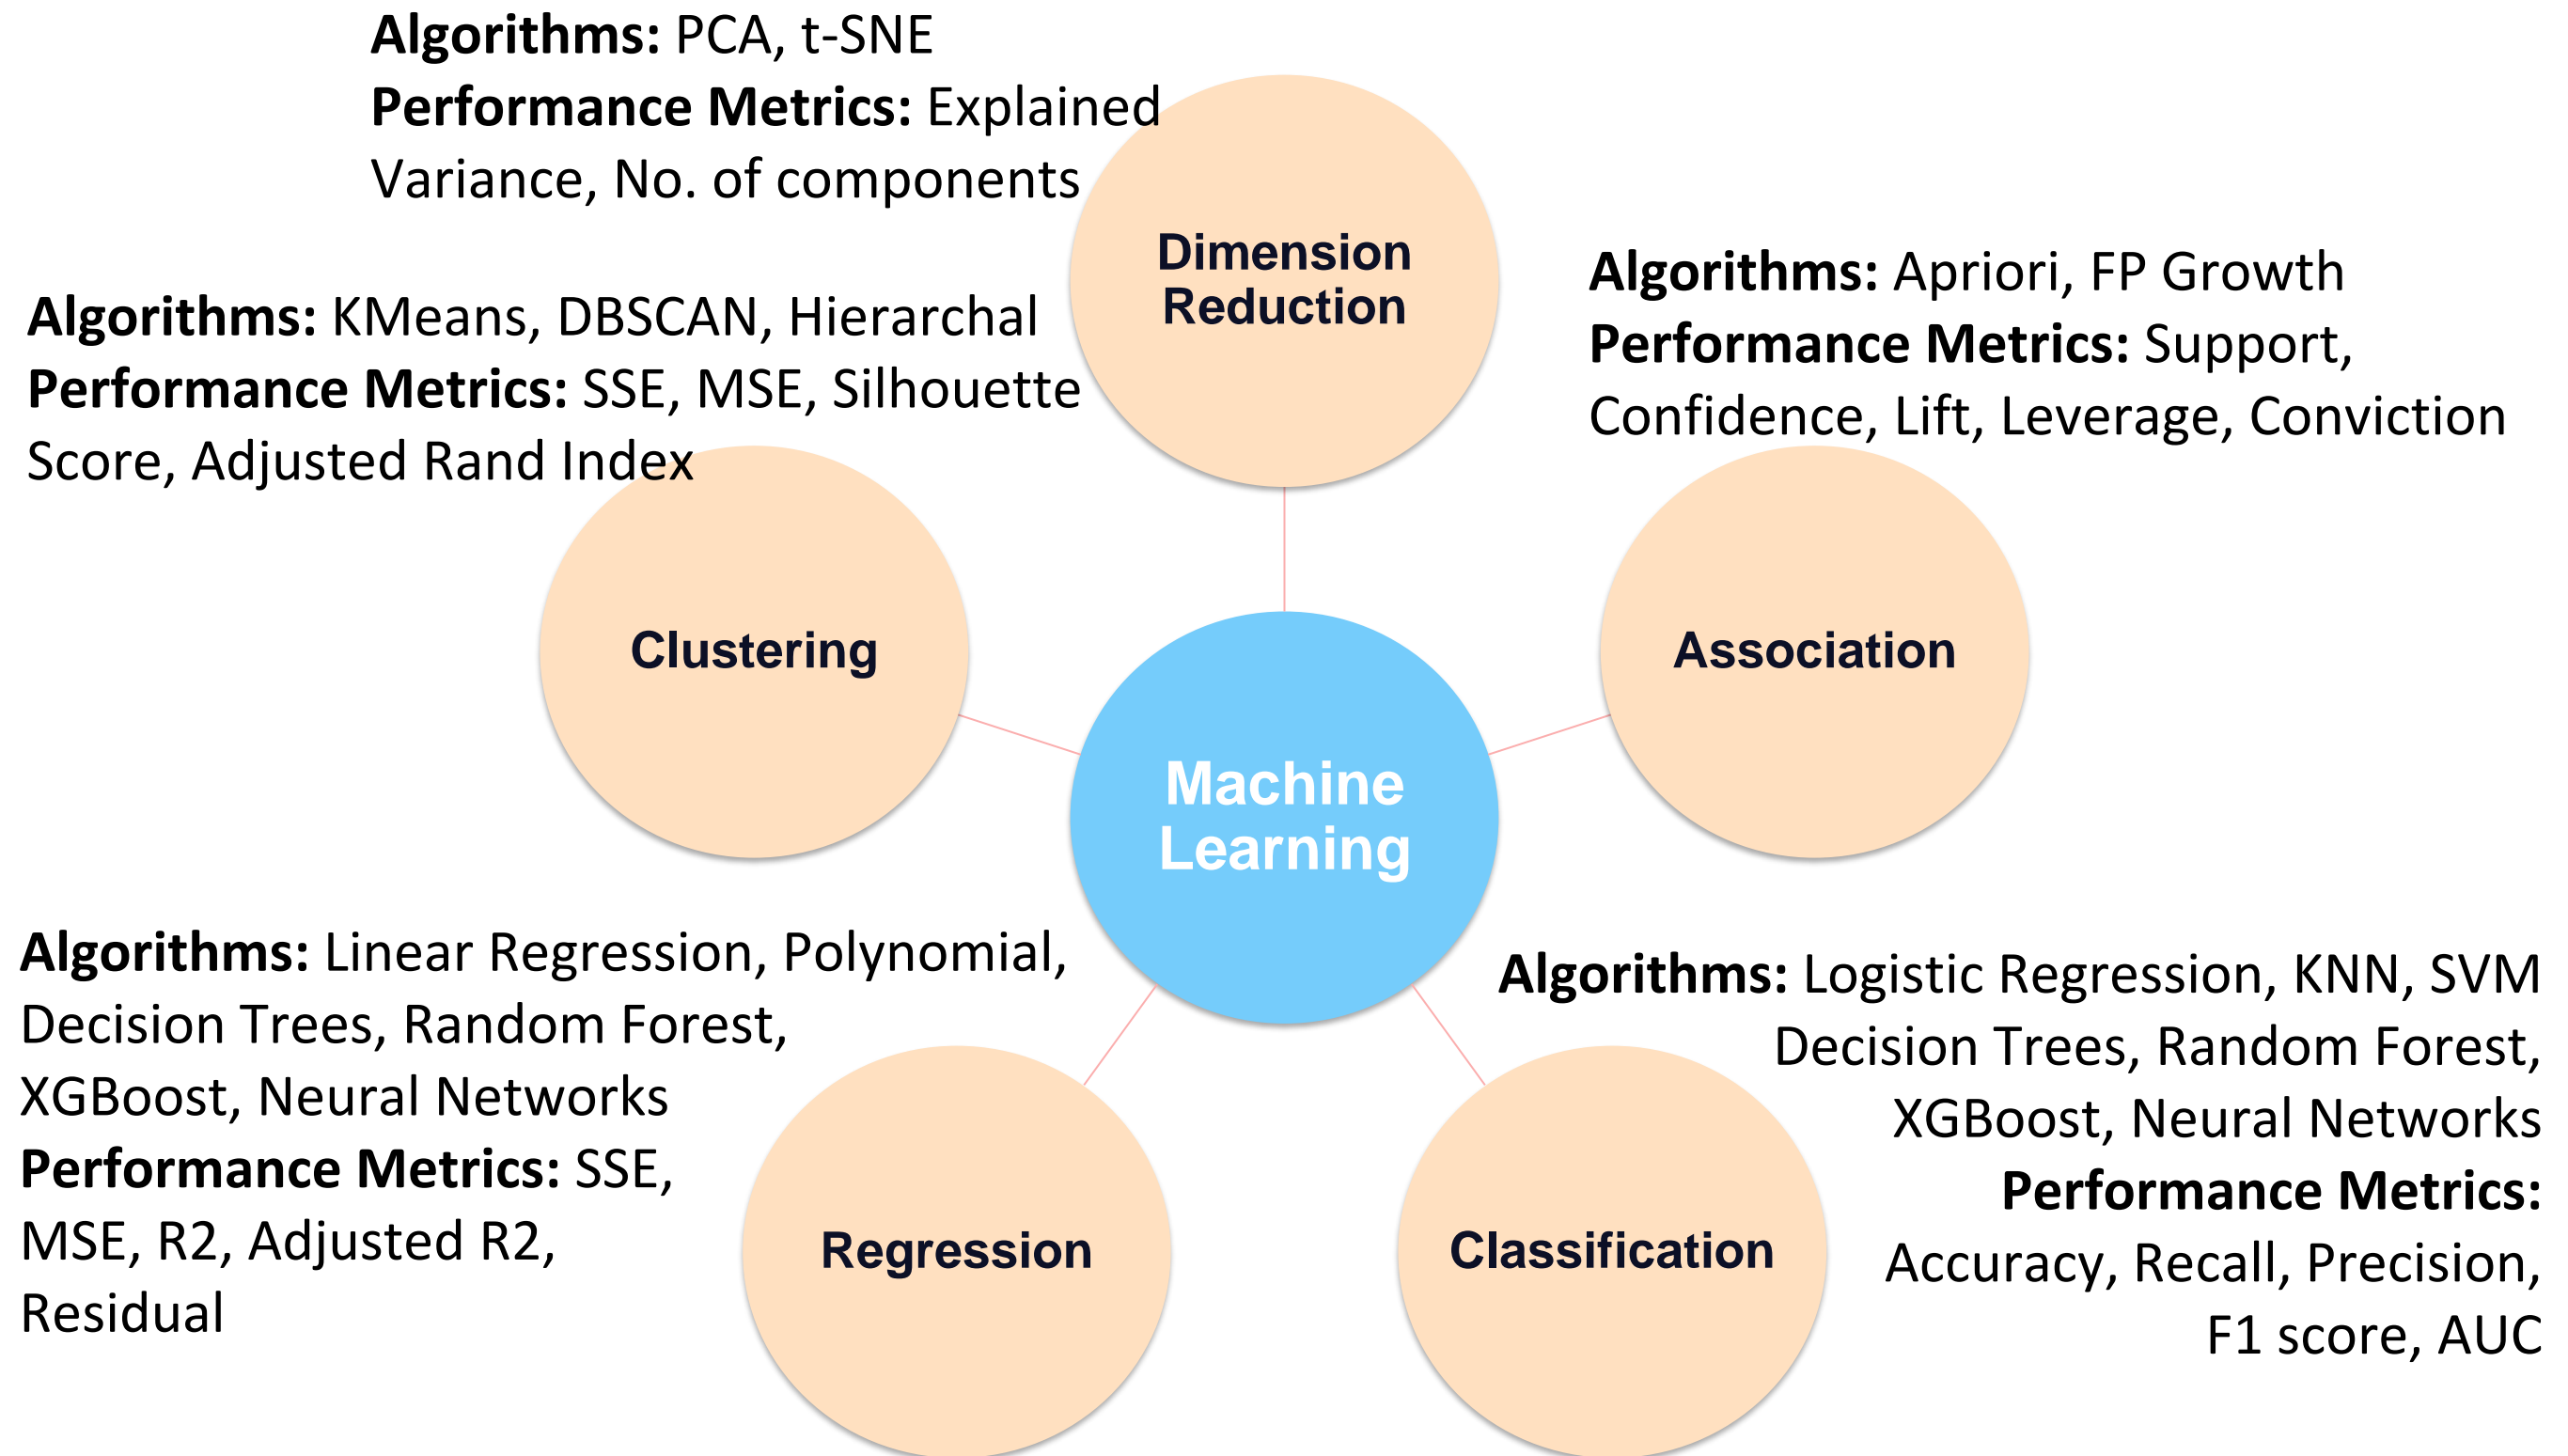 Algorithms: PCA, t-SNE
Performance Metrics: Explained
Variance, No. of components
Dimension
Reduction
Algorithms: Apriori, FP Growth
Performance Metrics: Support,
Confidence, Lift, Leverage, Conviction
Algorithms: KMeans, DBSCAN, Hierarchal
Performance Metrics: SSE, MSE, Silhouette
Score, Adjusted Rand Index
Clustering
Association
Machine
Learning
Algorithms: Linear Regression, Polynomial,
Decision Trees, Random Forest,
XGBoost, Neural Networks
Performance Metrics: SSE,
MSE, R2, Adjusted R2,
Residual
Regression
Classification
Algorithms: Logistic Regression, KNN, SVM
Decision Trees, Random Forest,
XGBoost, Neural Networks
Performance Metrics:
Accuracy, Recall, Precision,
F1 score, AUC